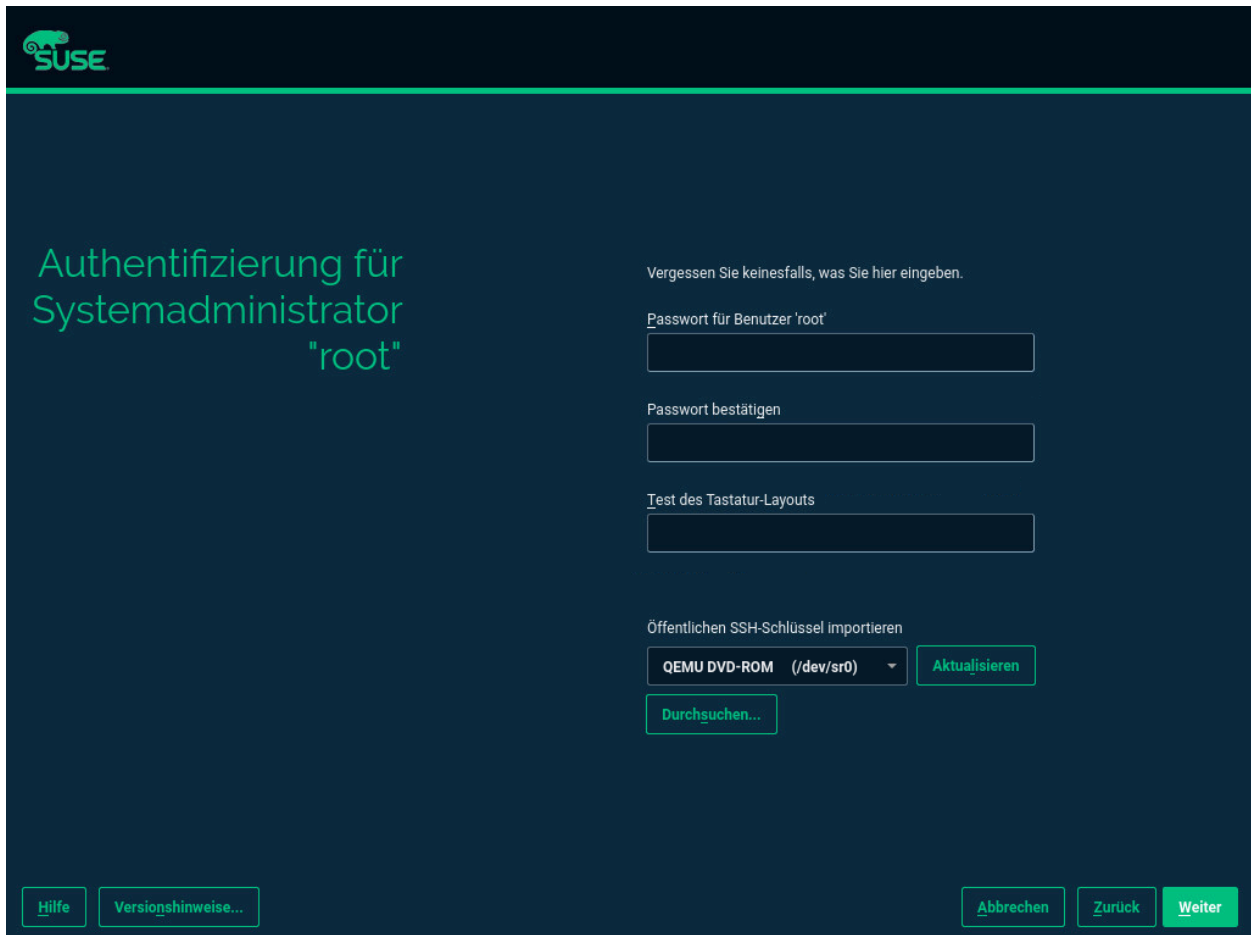 SUSE
Authentifizierung für
Systemadministrator
"root"
Vergessen Sie keinesfalls, was Sie hier eingeben.
Passwort für Benutzer 'root'
Passwort bestätigen
Test des Tastatur-Layouts
Öffentlichen SSH-Schlüssel importieren
QEMU DVD-ROM (/dev/sr0)
Aktualisieren
Durchsuchen...
Hilfe
Versionshinweise...
Abbrechen
Zurück
Weiter